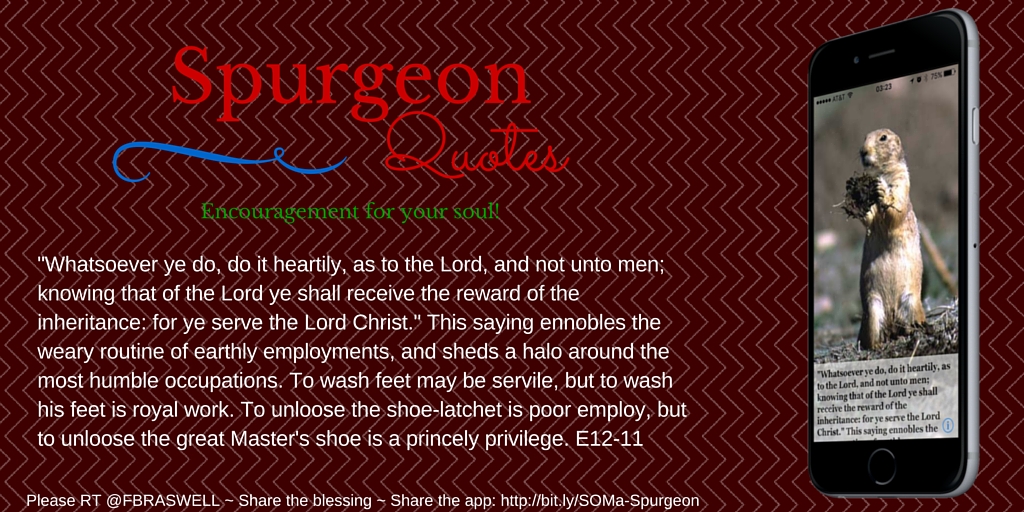 Spurgeon
Quotes
Encouragement for your soul!
"Whatsoever ye do, do it heartily, as to the Lord, and not unto men;
knowing that of the Lord ye shall receive the reward of the
inheritance: for ye serve the Lord Christ." This saying ennobles the
weary routine of earthly employments, and sheds a halo around the
most humble occupations. To wash feet may be servile, but to wash
his feet is royal work. To unloose the shoe-latchet is poor employ, but
to unloose the great Master's shoe is a princely privilege. E12-11
Please RT @FBRASWELL ~ Share the blessing ~ Share the app: http://bit.ly/SOMa-Spurgeon
AT&T 03:23 75%
"Whatsoever ye do, do it heartily, as
to the Lord, and not unto men;
knowing that of the Lord ye shall
receive the reward of the
inheritance: for ye serve the Lord
Christ." This saying ennobles the